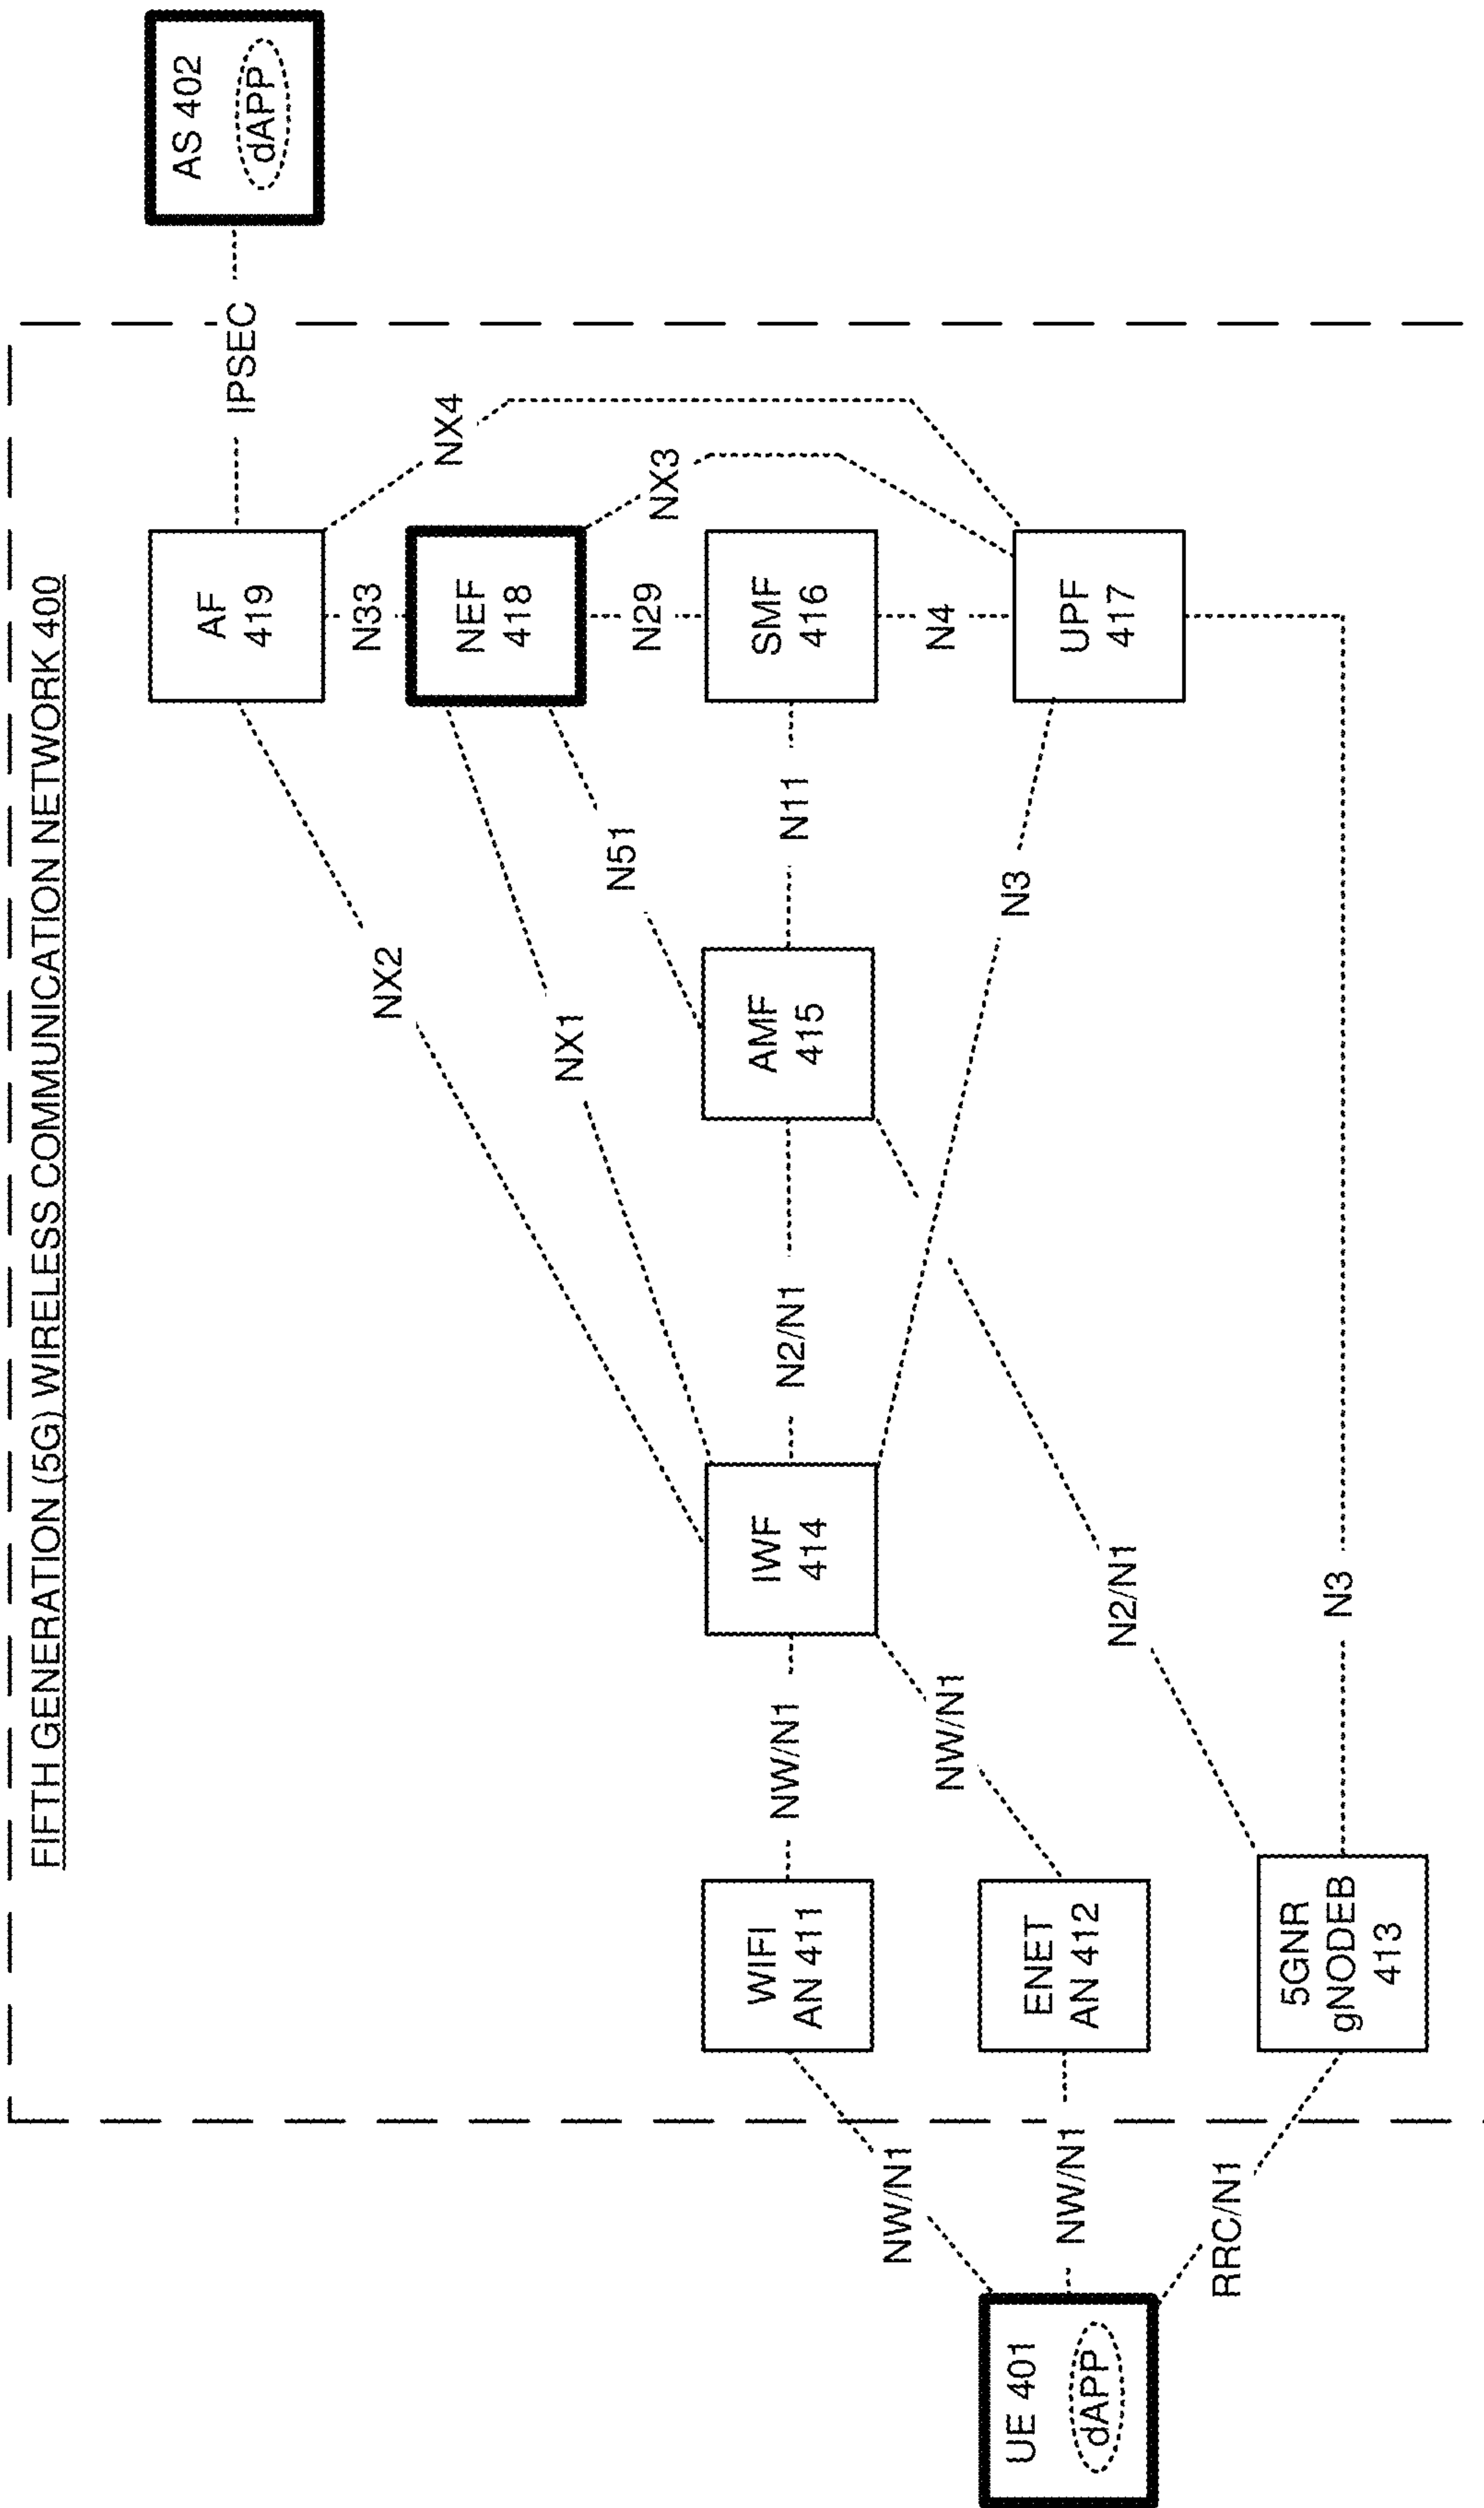 FIFTH GENERATION (5G) WIRELESS COMMUNICATION NETWORK 400
AS 402
dAPP
IPSEC
AF
419
NX4
NX2
N33
NEF
418
NX3
NX1
N51
N29
WIFI
AN 411
NW/N1
IWF
414
N2/N1
AMF
415
N11
SMF
416
NW/N1
NW/N1
N3
N4
UE 401
dAPP
NW/N1
ENET
AN 412
UPF
417
N2/N1
RRC/N1
5GNR
gNODEB
413
N3